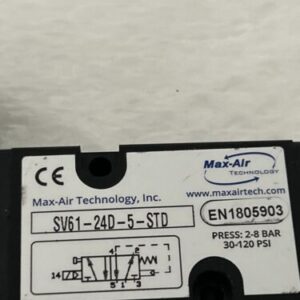 CE
Max-Air
TECHNOLOGY
www.maxairtech.com
Max-Air Technology, Inc.
SV61-24D-5-STD
EN1805903
PRESS: 2-8 BAR
30-120 PSI
4 2
14
5 1 3